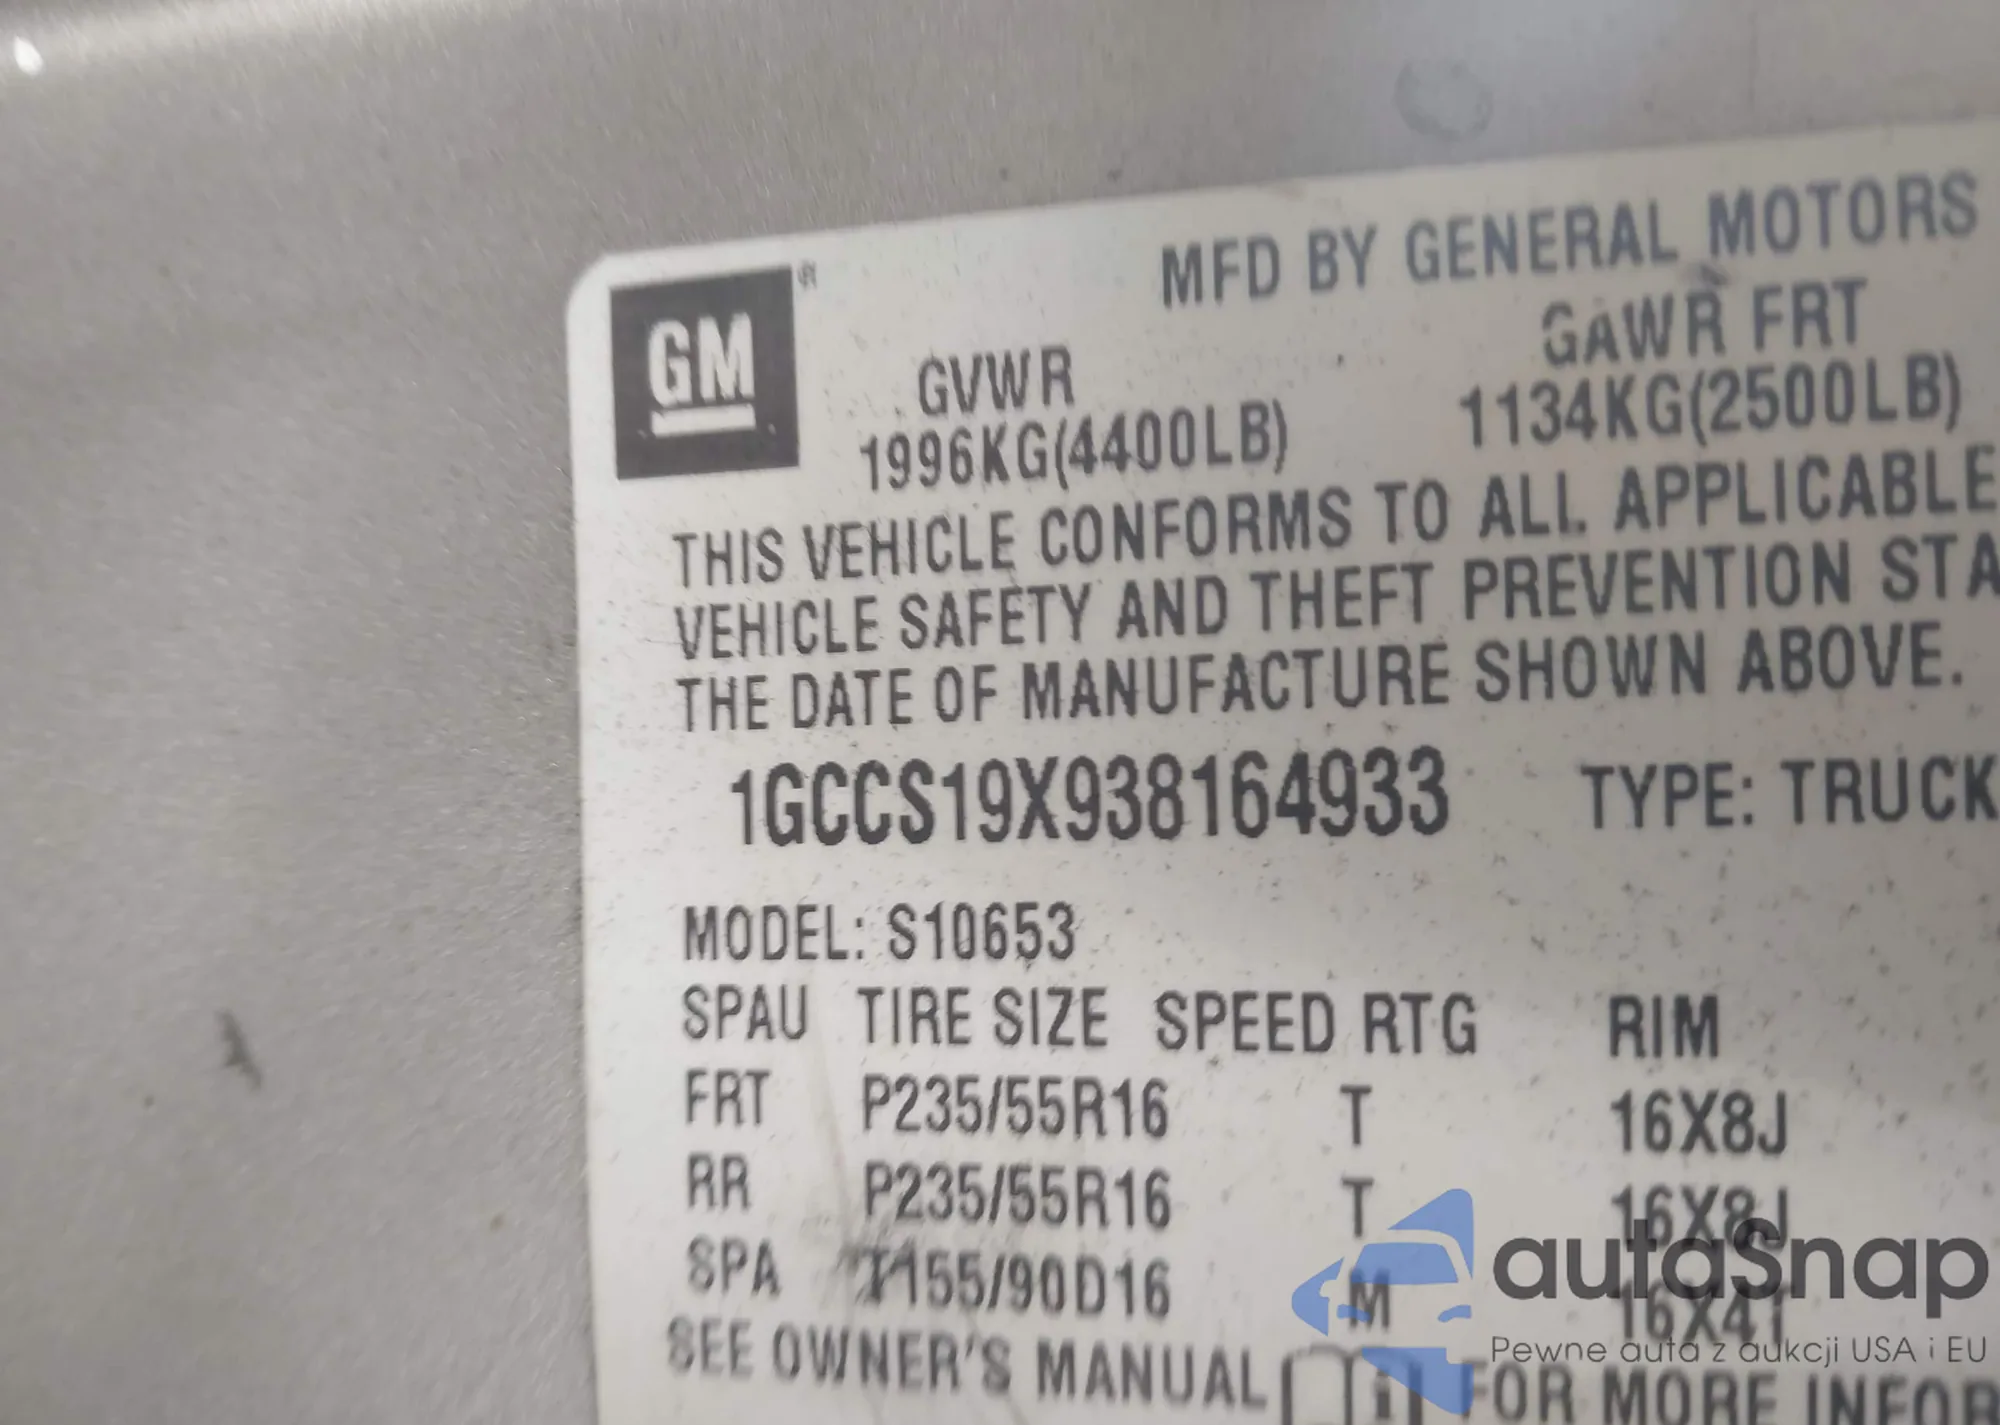 MFD BY GENERAL MOTORS
GM®
GVWR GAWR FRT
1996KG(4400LB) 1134KG(2500LB)
THIS VEHICLE CONFORMS TO ALL APPLICABLE
VEHICLE SAFETY AND THEFT PREVENTION STA
THE DATE OF MANUFACTURE SHOWN ABOVE.
1GCCS19X938164933 TYPE: TRUCK
MODEL: S10653
SPAU TIRE SIZE SPEED RTG RIM
FRT P235/55R16 T 16X8J
RR P235/55R16 T 16X8J
SPA T155/90D16 M 16X4T
SEE OWNER'S MANUAL FOR MORE INFOR
autaSnap
Pewne auta z aukcji USA i EU